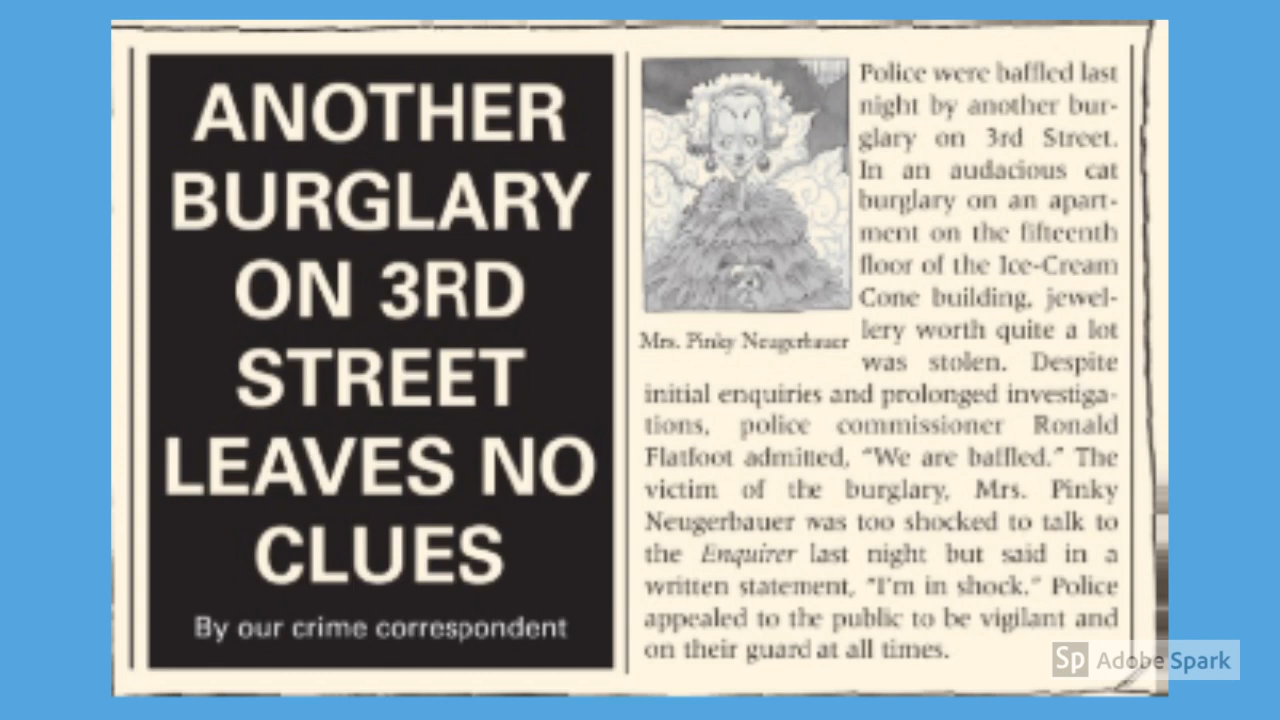 ANOTHER
BURGLARY
ON 3RD
STREET
LEAVES NO
CLUES
By our crime correspondent
Mrs. Pinky Neugerbauer
Police were baffled last
night by another bur-
glary on 3rd Street.
In an audacious cat
burglary on an apart-
ment on the fifteenth
floor of the Ice-Cream
Cone building, jewel-
lery worth quite a lot
was stolen. Despite
initial enquiries and prolonged investiga-
tions, police commissioner Ronald
Flatfoot admitted, “We are baffled.” The
victim of the burglary, Mrs. Pinky
Neugerbauer was too shocked to talk to
the Enquirer last night but said in a
written statement, “I'm in shock.” Police
appealed to the public to be vigilant and
on their guard at all times.
Sp Adobe Spark